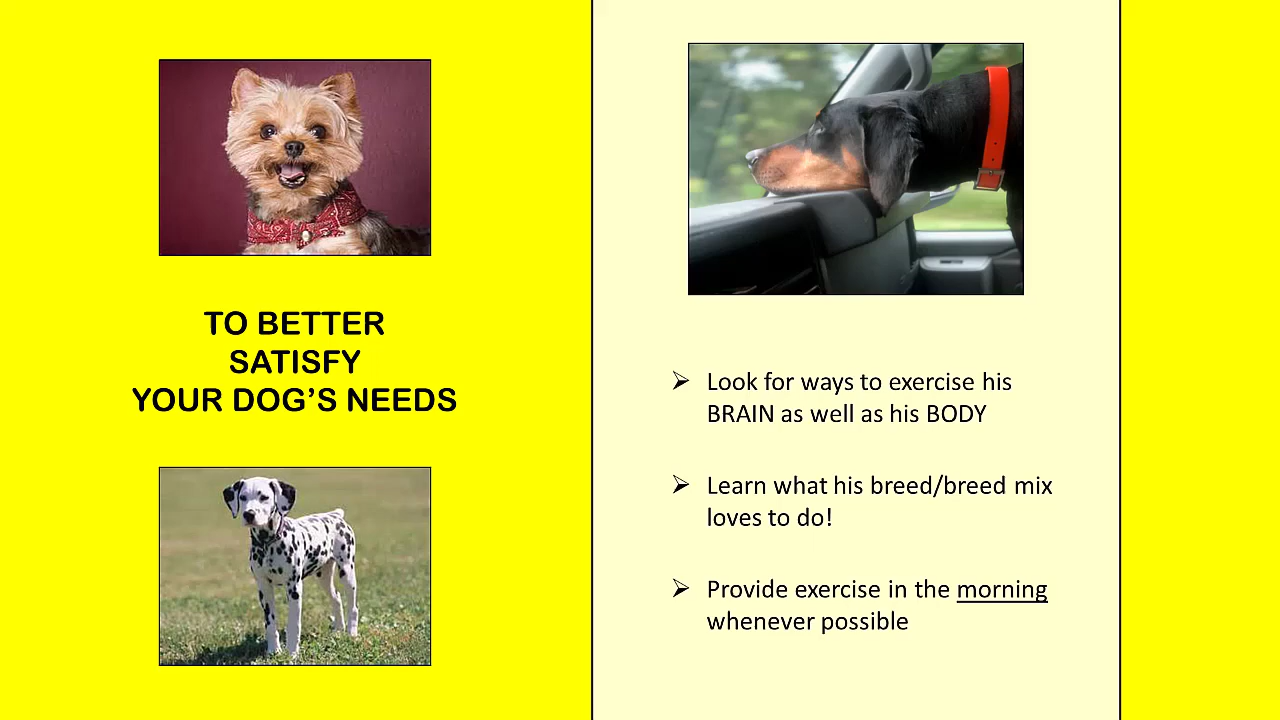 TO BETTER
SATISFY
YOUR DOG’S NEEDS
➢ Look for ways to exercise his
BRAIN as well as his BODY
➢ Learn what his breed/breed mix
loves to do!
➢ Provide exercise in the morning
whenever possible